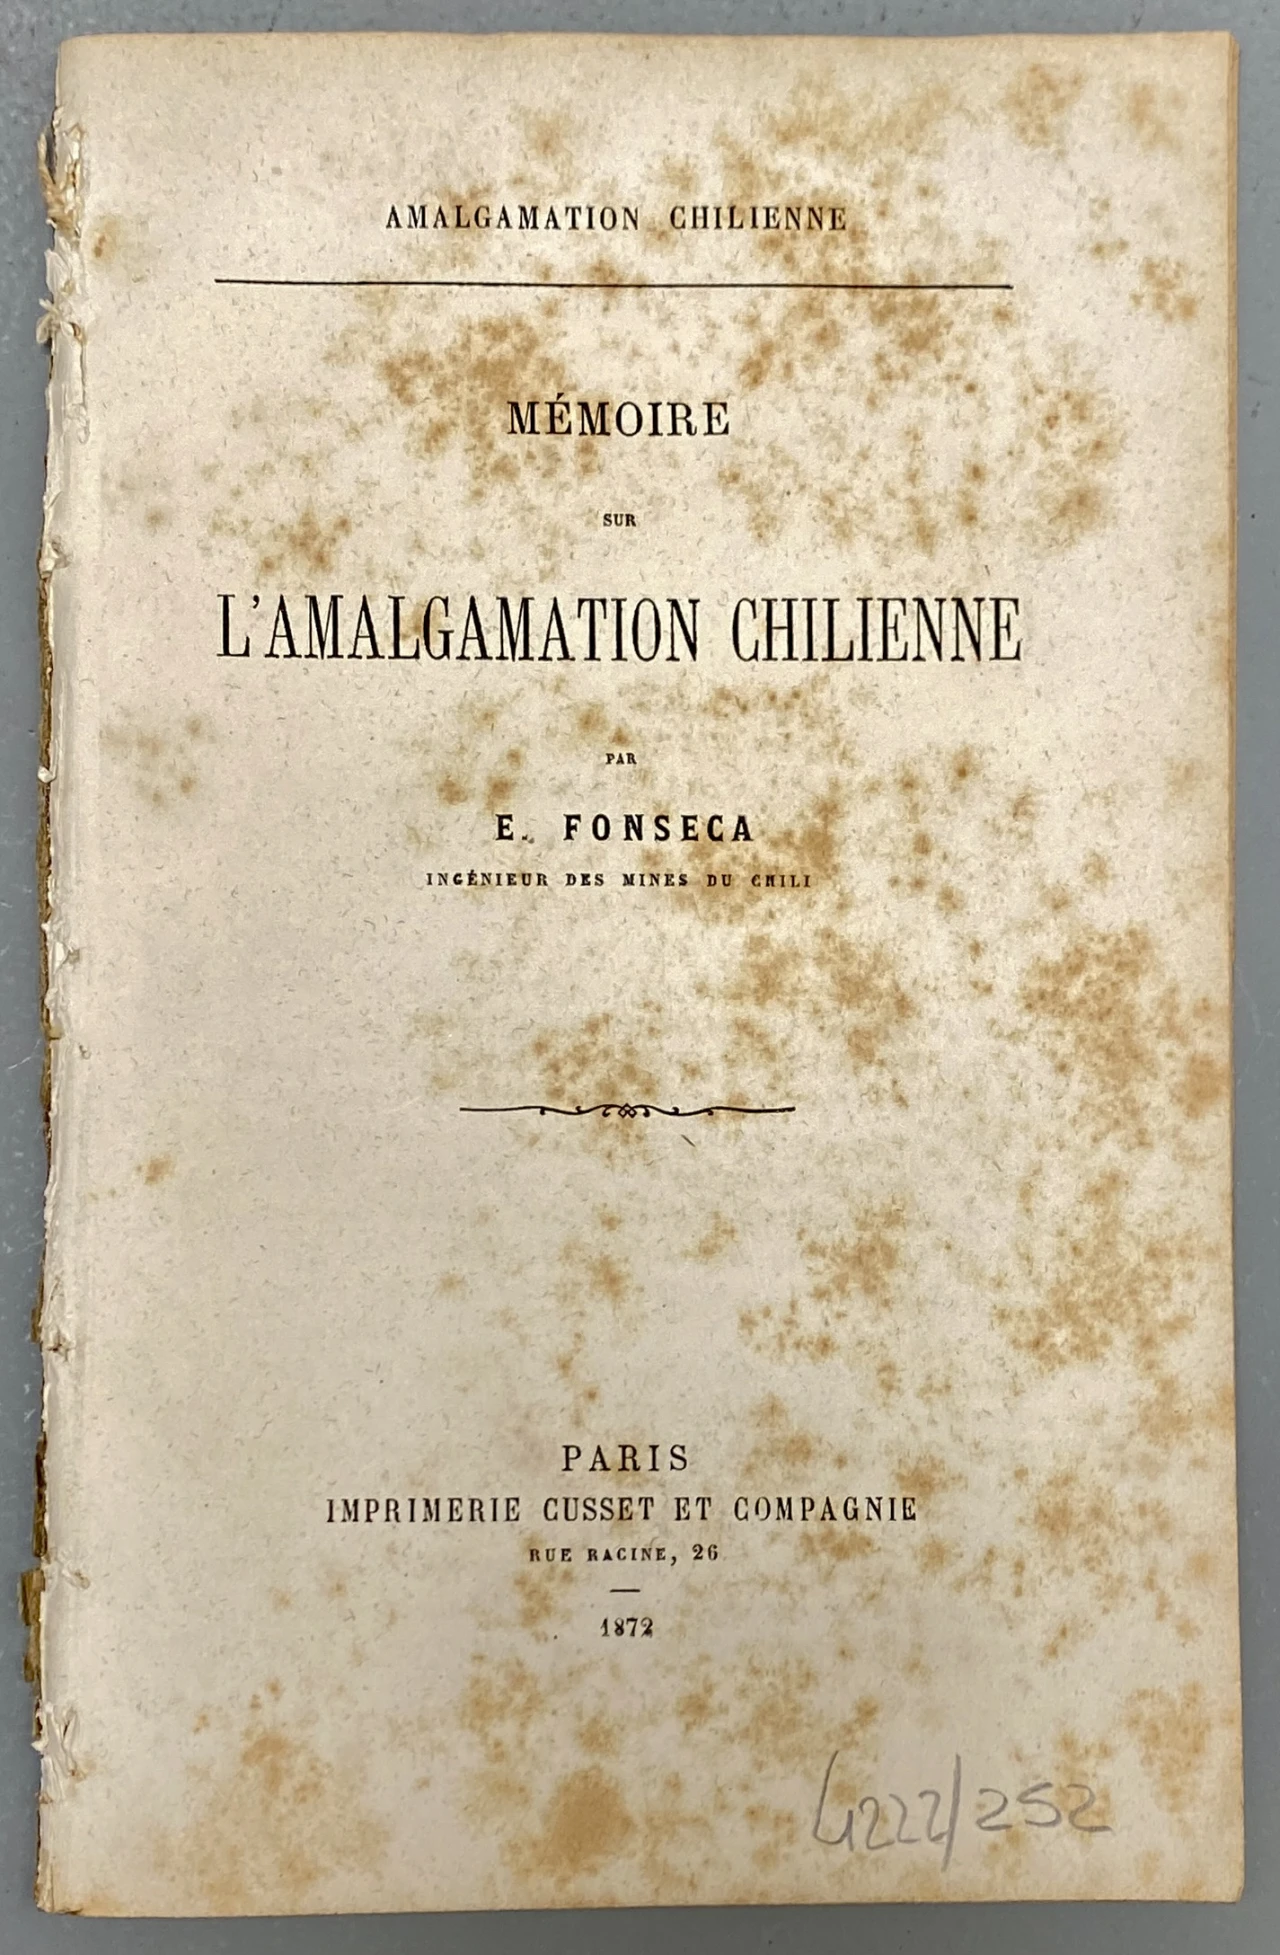 AMALGAMATION CHILIENNE
MÉMOIRE
SUR
L'AMALGAMATION CHILIENNE
PAR
E. FONSECA
INGÉNIEUR DES MINES DU CHILI
PARIS
IMPRIMERIE CUSSET ET COMPAGNIE
RUE RACINE, 26
1872
4222/252